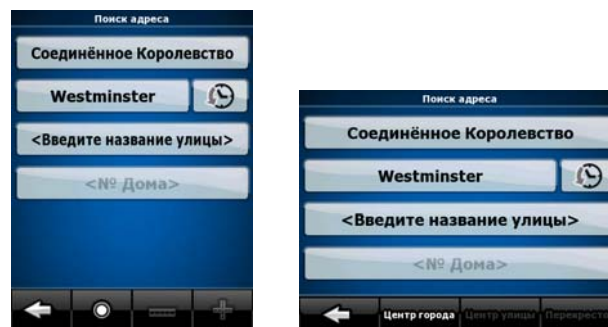 Поиск адреса
Соединённое Королевство
Westminster
<Введите название улицы>
<№ Дома>
Поиск адреса
Соединённое Королевство
Westminster
<Введите название улицы>
<№ Дома>
Центр города Центр улицы